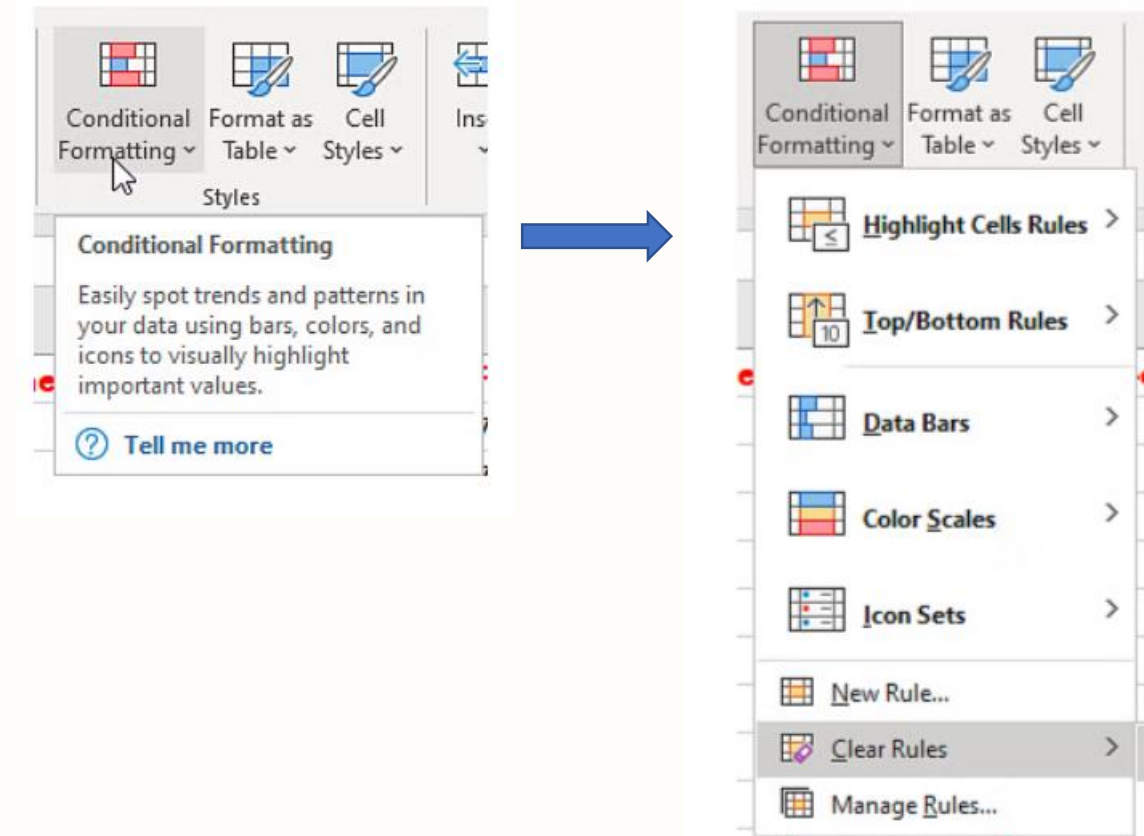 Conditional Formatting
Format as Table
Cell Styles
Ins
Styles
Conditional Formatting
Easily spot trends and patterns in
your data using bars, colors, and
icons to visually highlight
important values.
Tell me more
Conditional Formatting
Format as Table
Cell Styles
Highlight Cells Rules
Top/Bottom Rules
10
Data Bars
Color Scales
Icon Sets
New Rule...
Clear Rules
Manage Rules...